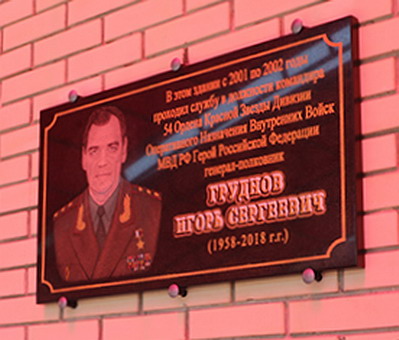 В этом здании с 2001 по 2002 годы
проходил службу в должности командира
54 Ордена Красной Звезды Дивизии
Оперативного Назначения Внутренних Войск
МВД РФ Герой Российской Федерации
генерал-полковник
ГРУДНОВ
ИГОРЬ СЕРГЕЕВИЧ
(1958-2018 г.г.)